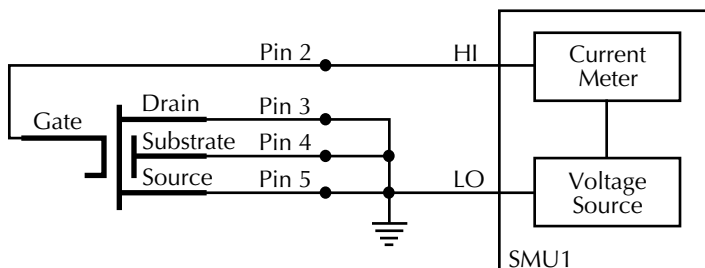 Pin 2
HI
Current
Meter
Drain
Pin 3
Gate
Substrate
Pin 4
Source
Pin 5
LO
Voltage
Source
SMU1